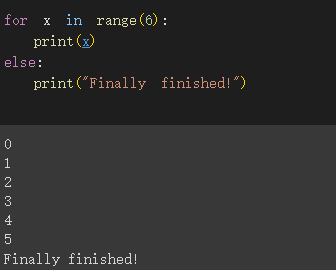 for x in range(6):
    print(x)
else:
    print("Finally finished!")
0
1
2
3
4
5
Finally finished!